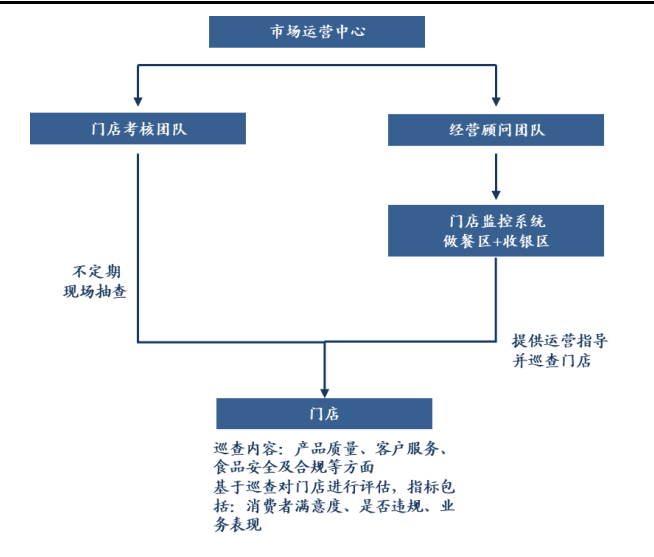 市场运营中心
门店考核团队
经营顾问团队
门店监控系统
做餐区+收银区
不定期
现场抽查
提供运营指导
并巡查门店
门店
巡查内容：产品质量、客户服务、
食品安全及合规等方面
基于巡查对门店进行评估，指标包
括：消费者满意度、是否违规、业
务表现